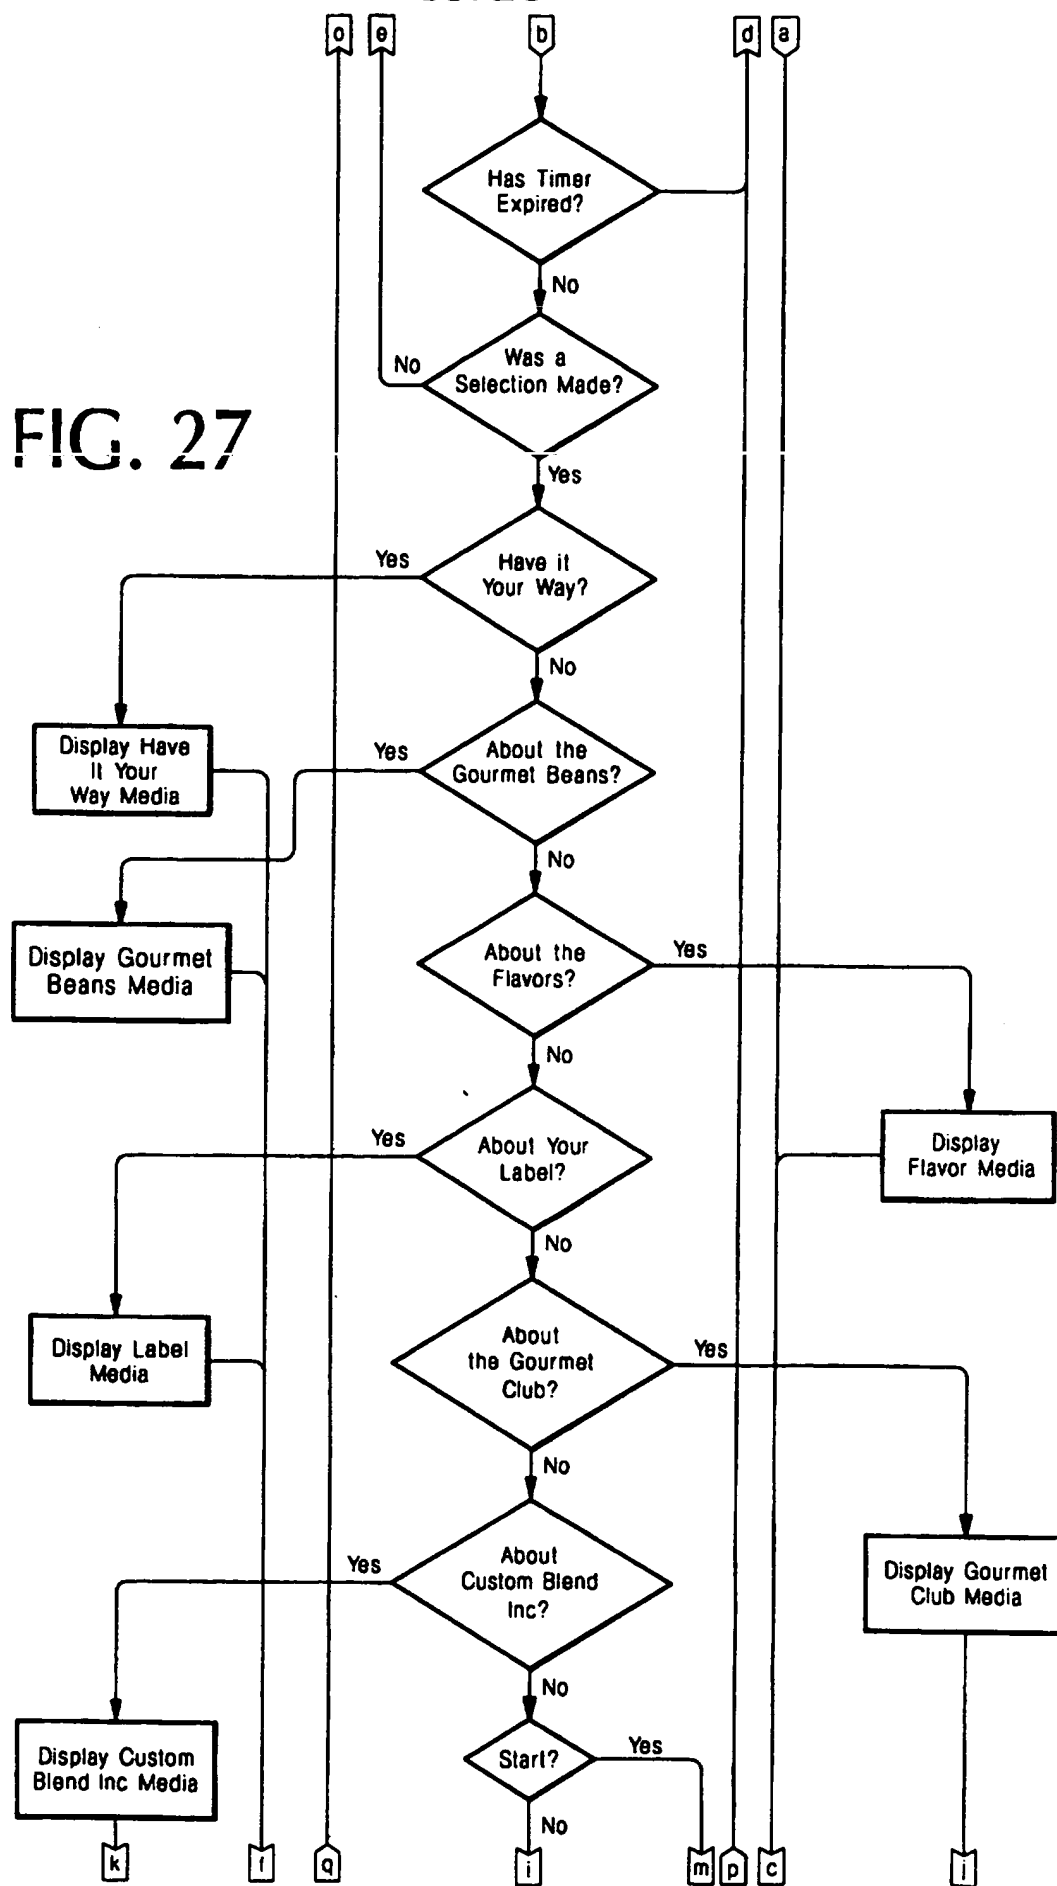 o e b d a
Has Timer
Expired?
No
Was a
Selection Made?
No
Yes
FIG. 27
Have it
Your Way?
Yes
No
Display Have
It Your
Way Media
About the
Gourmet Beans?
Yes
No
Display Gourmet
Beans Media
About the
Flavors?
Yes
No
Display
Flavor Media
About Your
Label?
Yes
No
Display Label
Media
About
the Gourmet
Club?
Yes
No
Display Gourmet
Club Media
About
Custom Blend
Inc?
Yes
No
Display Custom
Blend Inc Media
Start?
Yes
No
k f q i m p c j